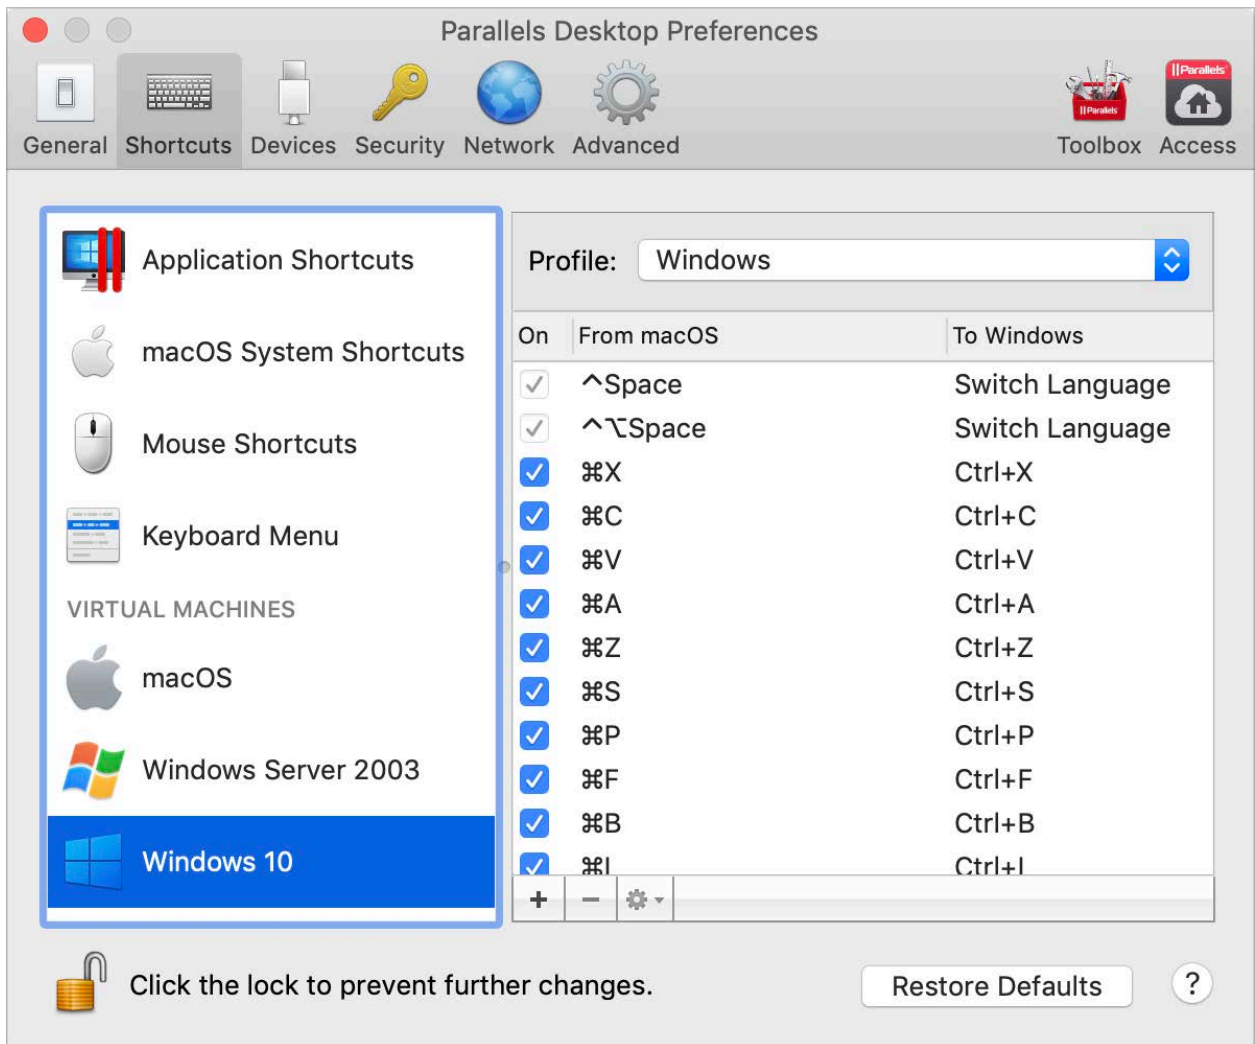 Parallels Desktop Preferences
General Shortcuts Devices Security Network Advanced Toolbox Access
||Parallels
||Parallels
Application Shortcuts
macOS System Shortcuts
Mouse Shortcuts
Keyboard Menu
VIRTUAL MACHINES
macOS
Windows Server 2003
Windows 10
Profile: Windows
On From macOS To Windows
^Space Switch Language
^⌥Space Switch Language
⌘X Ctrl+X
⌘C Ctrl+C
⌘V Ctrl+V
⌘A Ctrl+A
⌘Z Ctrl+Z
⌘S Ctrl+S
⌘P Ctrl+P
⌘F Ctrl+F
⌘B Ctrl+B
⌘I Ctrl+I
+ −
Click the lock to prevent further changes.
Restore Defaults ?